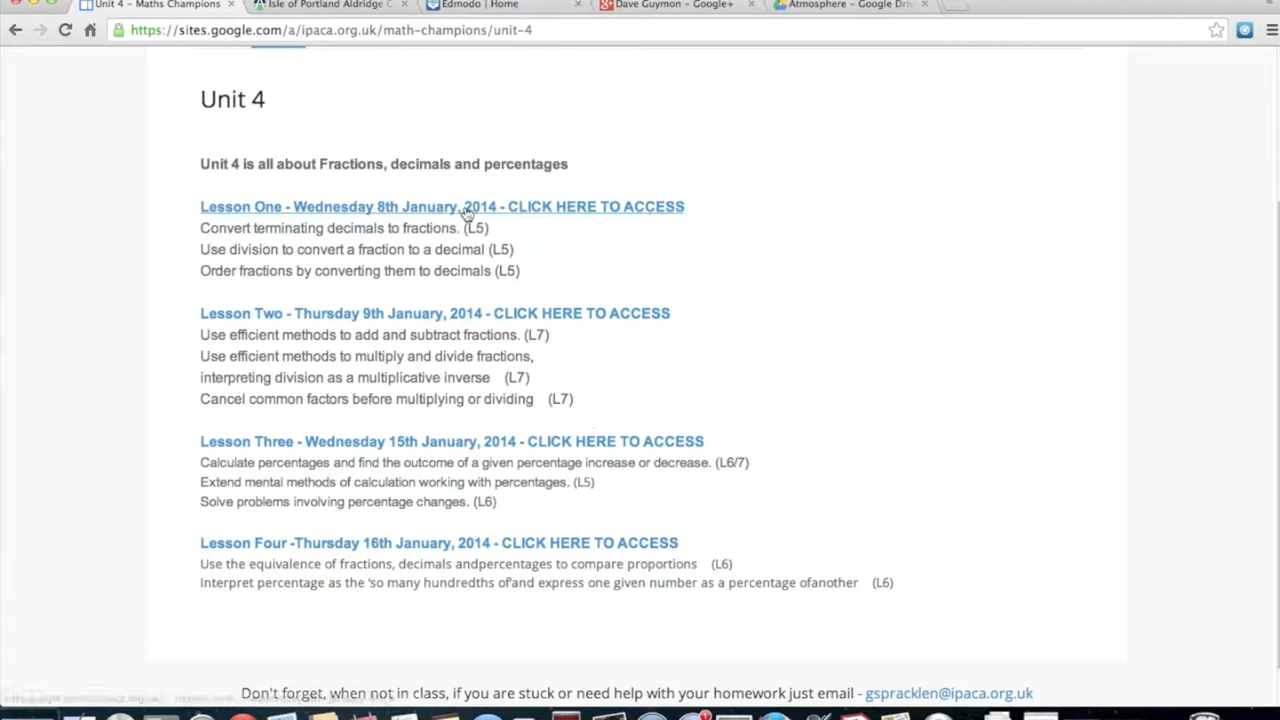 Unit 4 – Maths Champions
Isle of Portland Aldridge C
Edmodo | Home
Dave Guymon – Google+
Atmosphere – Google Driv
https://sites.google.com/a/ipaca.org.uk/math-champions/unit-4
Unit 4
Unit 4 is all about Fractions, decimals and percentages
Lesson One - Wednesday 8th January, 2014 - CLICK HERE TO ACCESS
Convert terminating decimals to fractions. (L5)
Use division to convert a fraction to a decimal (L5)
Order fractions by converting them to decimals (L5)
Lesson Two - Thursday 9th January, 2014 - CLICK HERE TO ACCESS
Use efficient methods to add and subtract fractions. (L7)
Use efficient methods to multiply and divide fractions,
interpreting division as a multiplicative inverse (L7)
Cancel common factors before multiplying or dividing (L7)
Lesson Three - Wednesday 15th January, 2014 - CLICK HERE TO ACCESS
Calculate percentages and find the outcome of a given percentage increase or decrease. (L6/7)
Extend mental methods of calculation working with percentages. (L5)
Solve problems involving percentage changes. (L6)
Lesson Four -Thursday 16th January, 2014 - CLICK HERE TO ACCESS
Use the equivalence of fractions, decimals andpercentages to compare proportions (L6)
Interpret percentage as the 'so many hundredths of'and express one given number as a percentage ofanother (L6)
Don't forget, when not in class, if you are stuck or need help with your homework just email - gspracklen@ipaca.org.uk